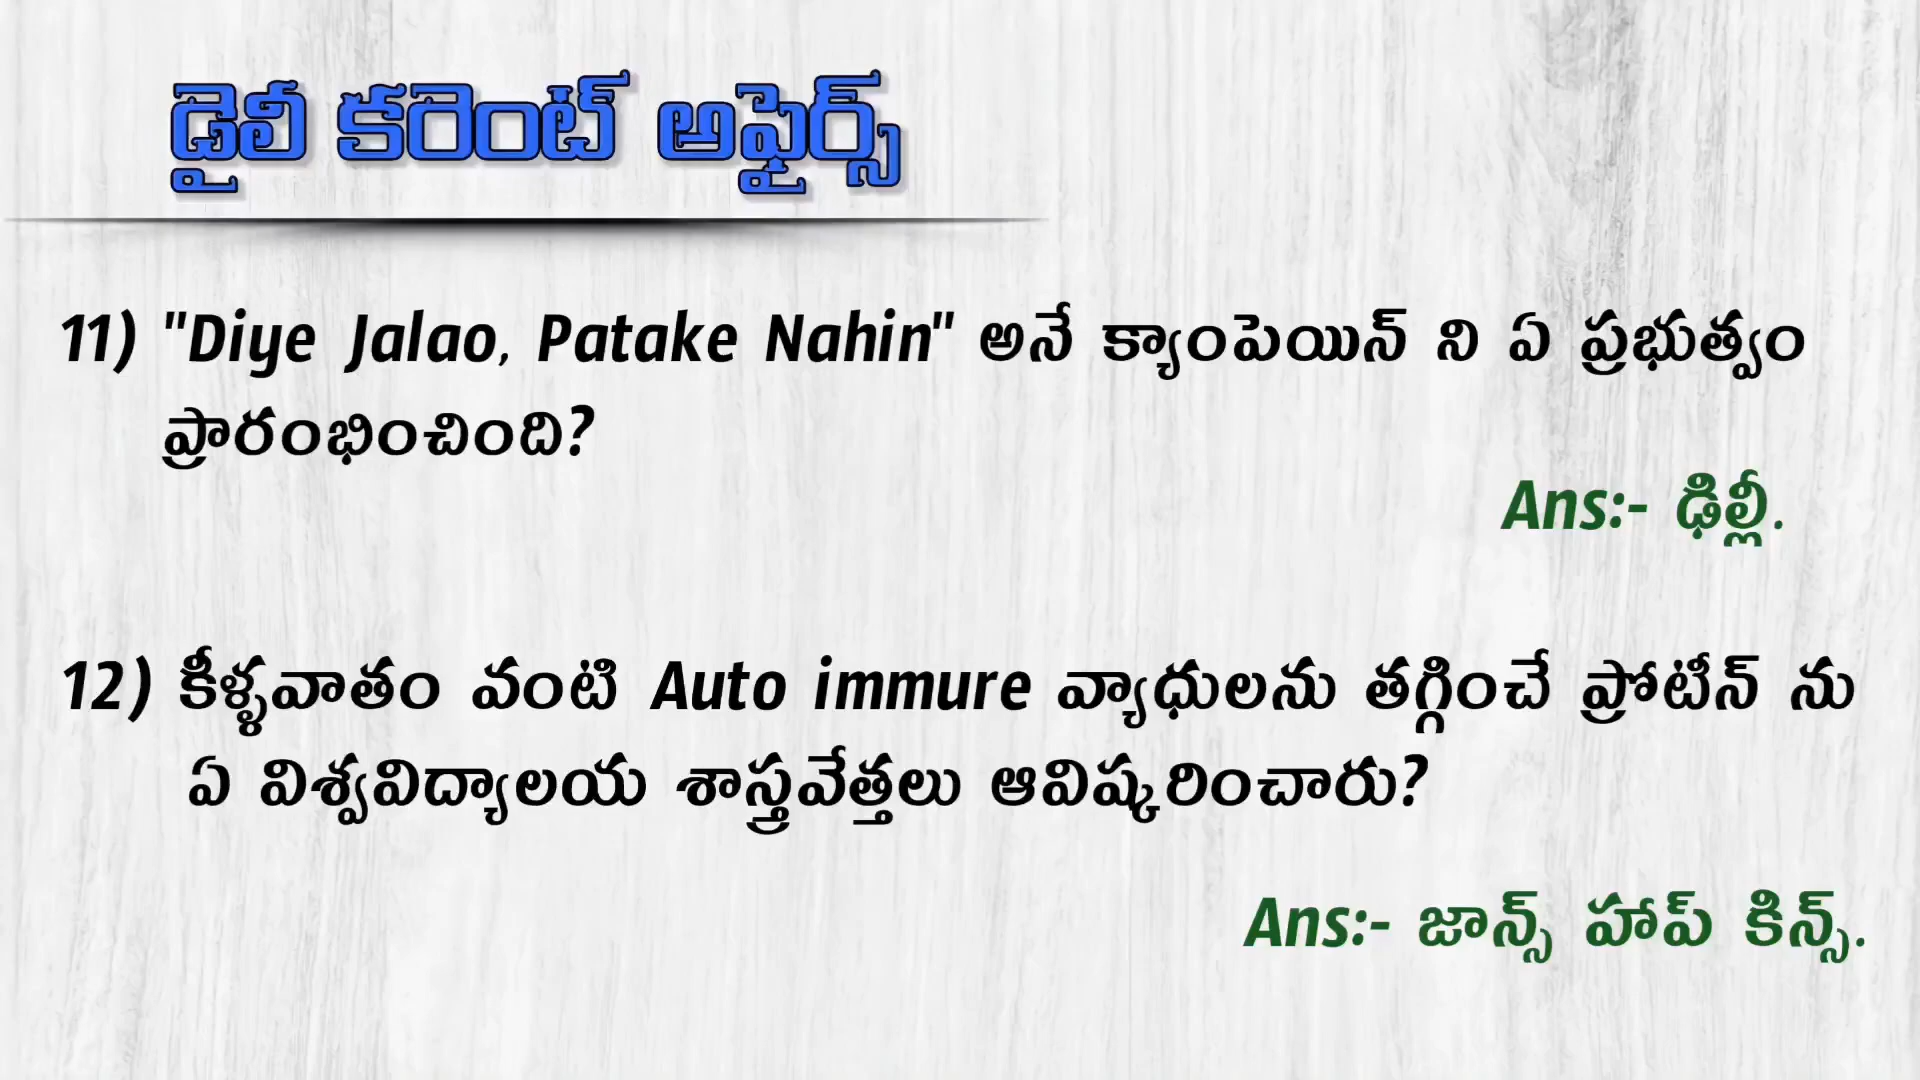 డైలీ కరెంట్ అఫైర్స్
11) "Diye Jalao, Patake Nahin" అనే క్యాంపెయిన్ ని ఏ ప్రభుత్వం
ప్రారంభించింది?
Ans:- ఢిల్లీ.
12) కీళ్ళవాతం వంటి Auto immure వ్యాధులను తగ్గించే ప్రోటీన్ ను
ఏ విశ్వవిద్యాలయ శాస్త్రవేత్తలు ఆవిష్కరించారు?
Ans:- జాన్స్ హాప్ కిన్స్.